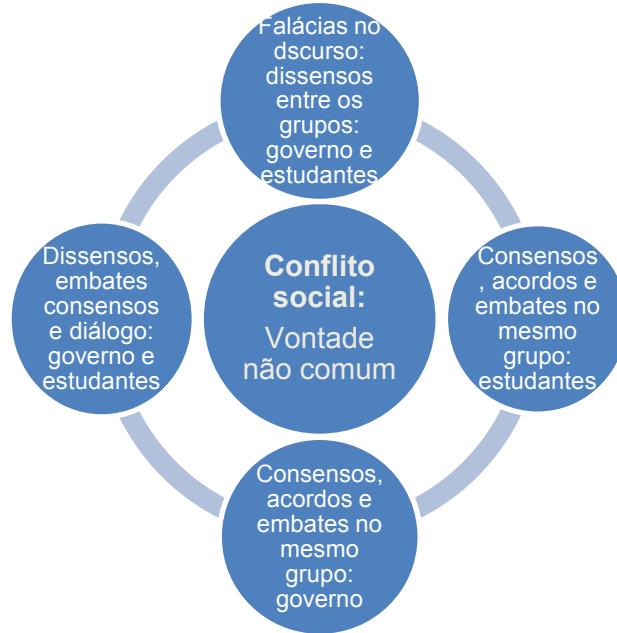 Falácias no
dscurso:
dissensos
entre os
grupos:
governo e
estudantes
Dissensos,
embates
consensos
e diálogo:
governo e
estudantes
Conflito
social:
Vontade
não comum
Consensos
, acordos e
embates no
mesmo
grupo:
estudantes
Consensos,
acordos e
embates no
mesmo
grupo:
governo